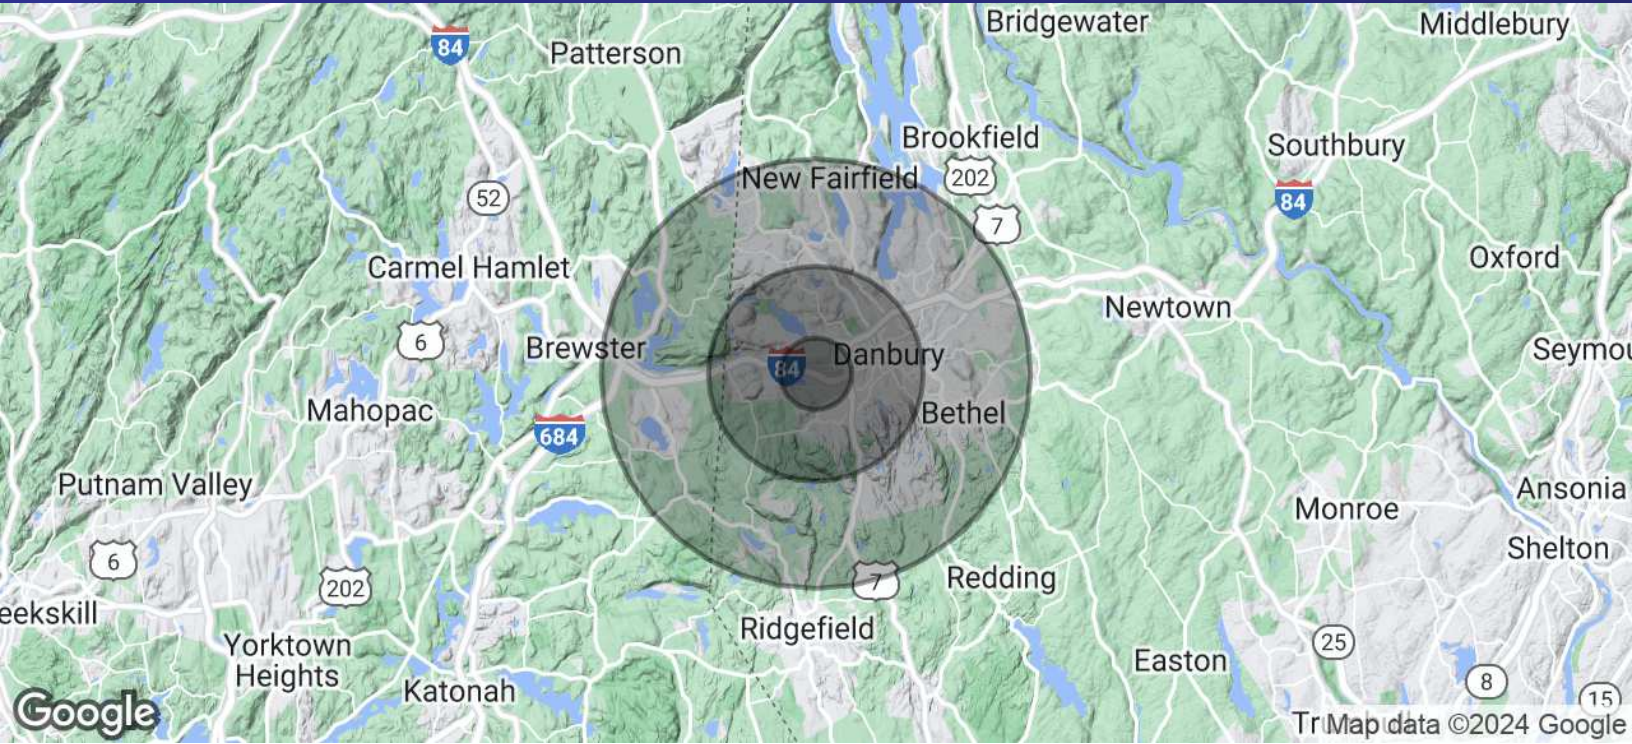 Bridgewater
Middlebury
84
Patterson
Brookfield
Southbury
New Fairfield
202
52
84
7
Oxford
Carmel Hamlet
Newtown
6
Brewster
Danbury
Seymou
84
Mahopac
Bethel
684
Putnam Valley
Ansonia
Monroe
Shelton
6
202
7
Redding
eekskill
Ridgefield
Yorktown
Heights
25
Easton
Katonah
8
15
Google
Tr
Map data ©2024 Google